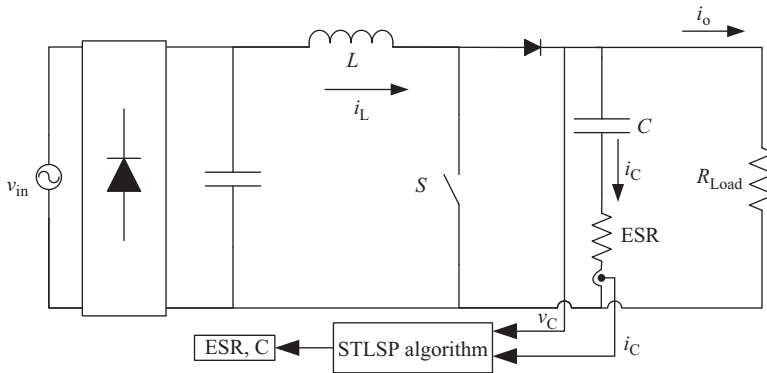 i_o
L
i_L
C
v_in
S
i_C
R_Load
ESR
v_C
ESR, C
STLSP algorithm
i_C